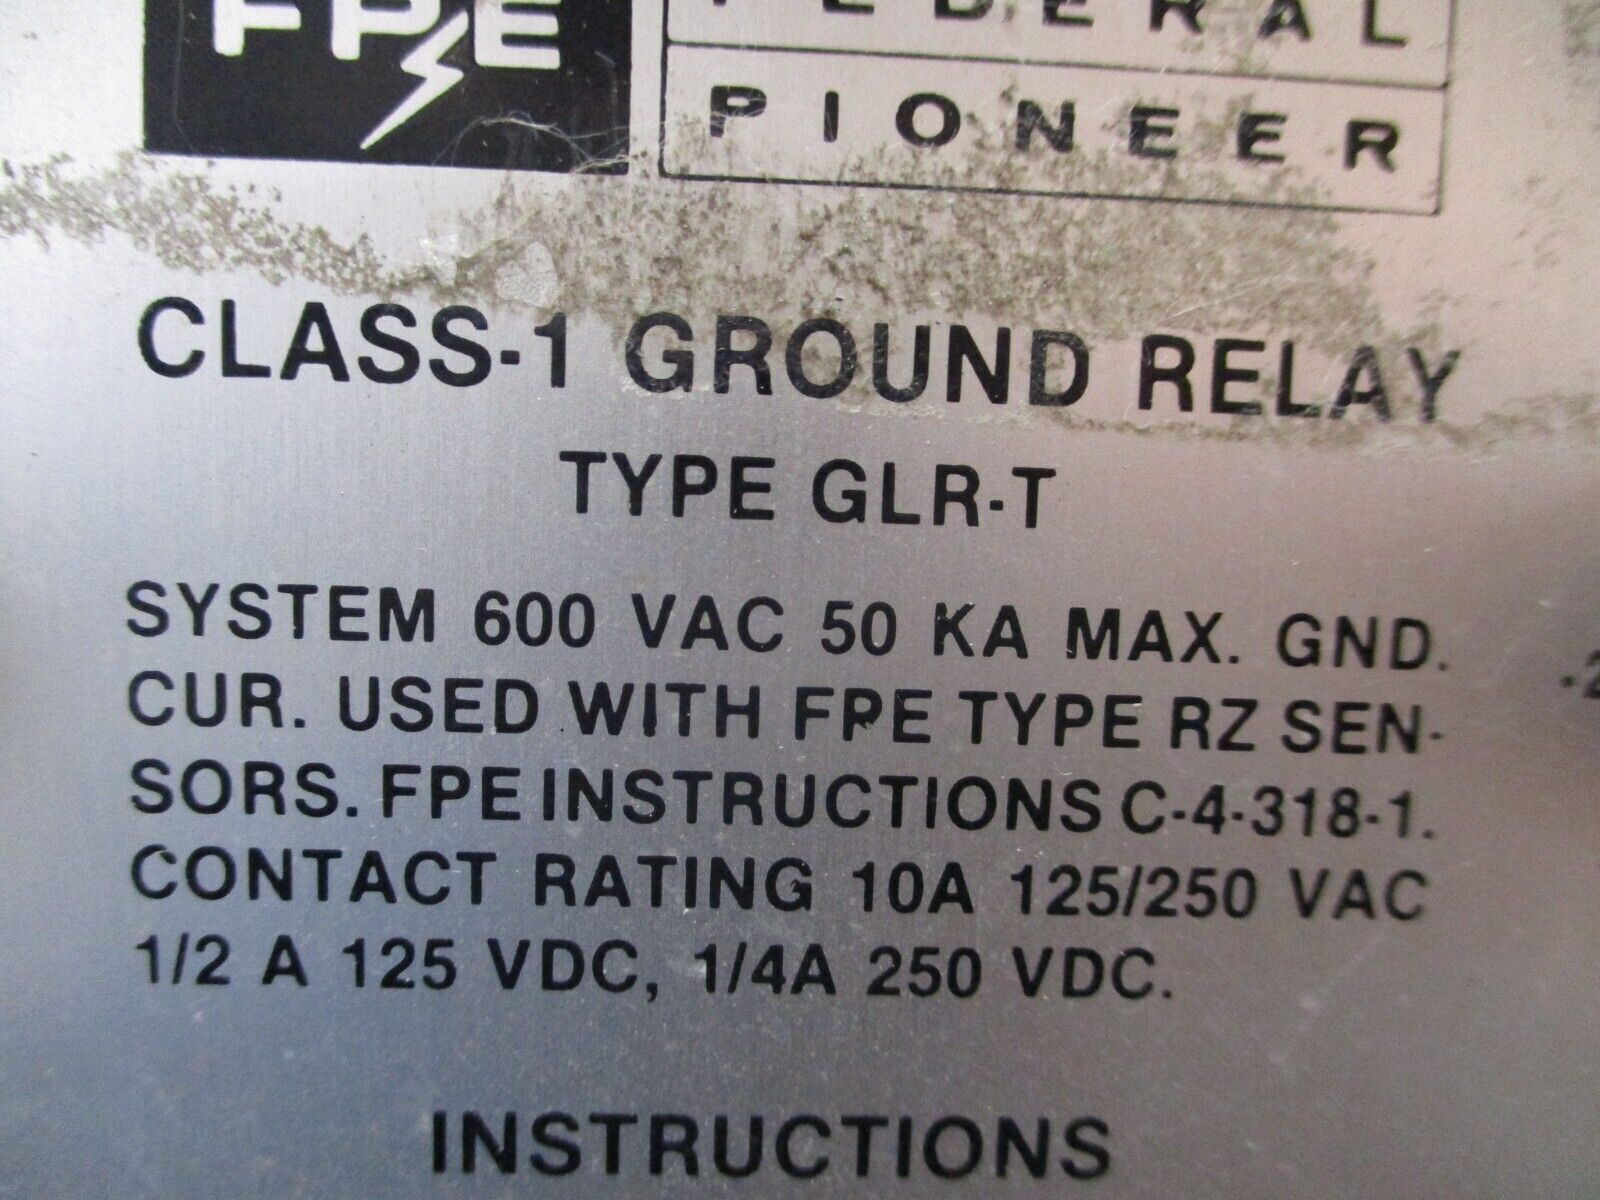 FPE FEDERAL
PIONEER
CLASS-1 GROUND RELAY
TYPE GLR-T
SYSTEM 600 VAC 50 KA MAX. GND.
CUR. USED WITH FPE TYPE RZ SEN-
SORS. FPE INSTRUCTIONS C-4-318-1.
CONTACT RATING 10A 125/250 VAC
1/2 A 125 VDC, 1/4A 250 VDC.
INSTRUCTIONS